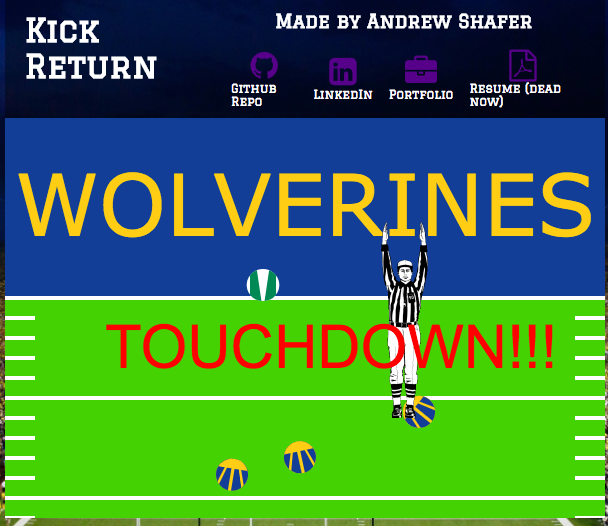 Kick
Return
Made by Andrew Shafer
Github
Repo
LinkedIn
Portfolio
Resume (dead
now)
WOLVERINES
TOUCHDOWN!!!